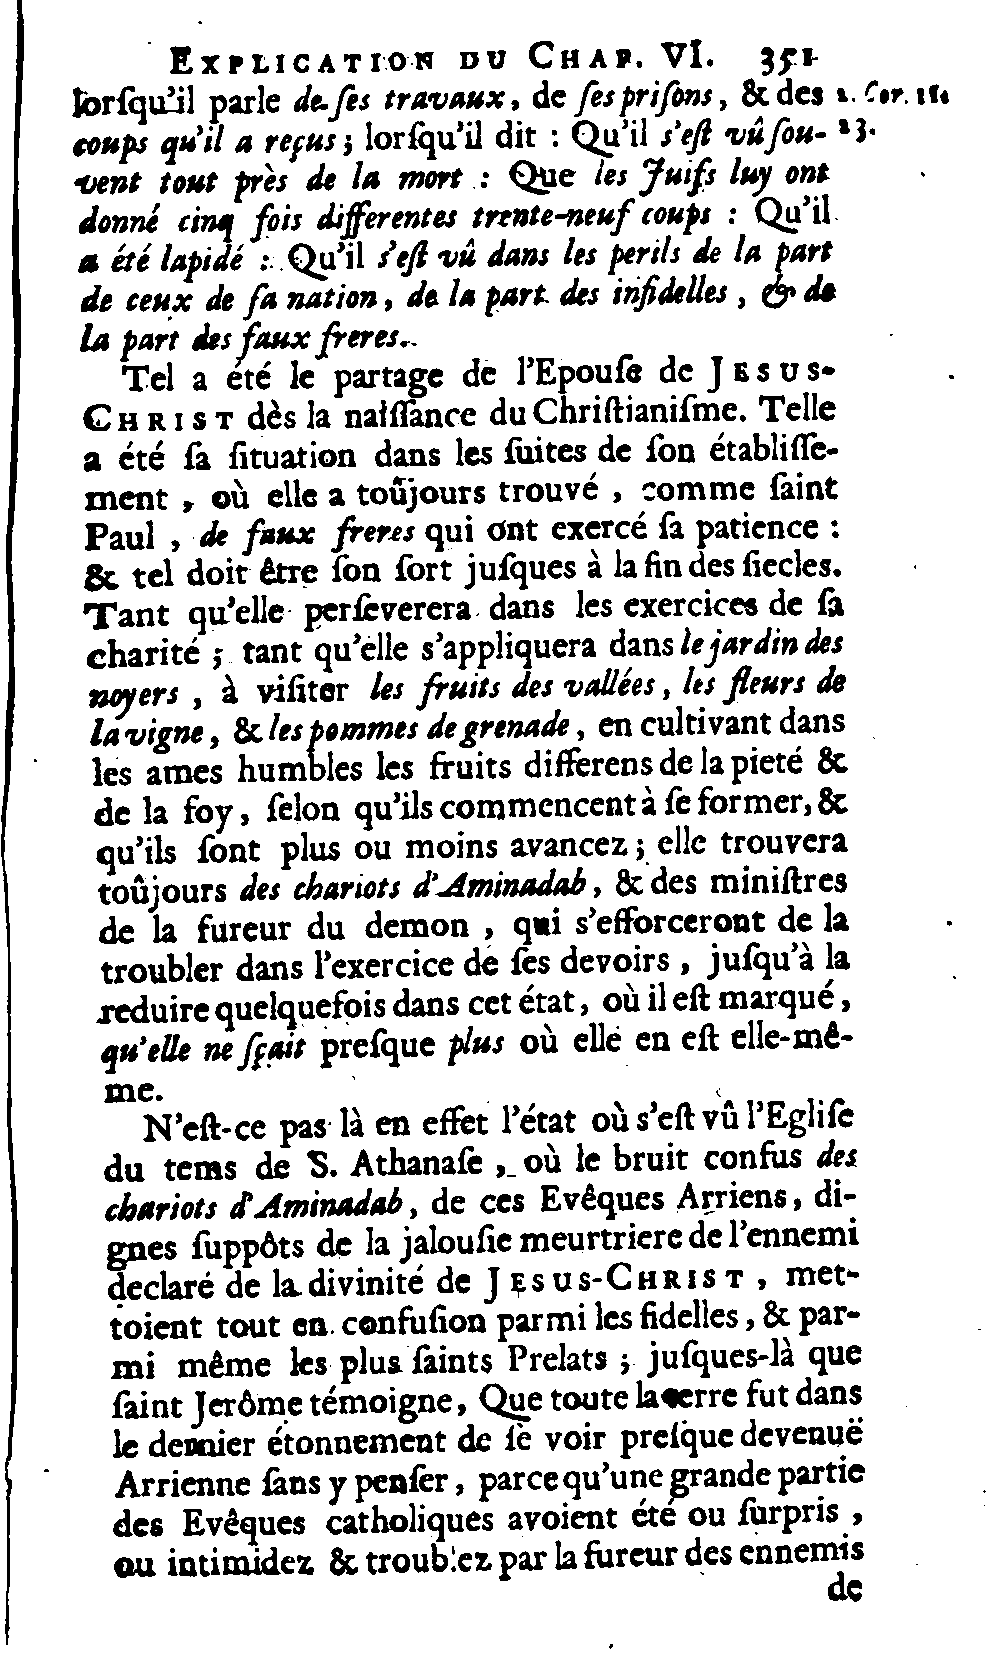 EXPLICATION DU CHAP. VI. 351
lorſqu'il parle de ſes travaux, de ſes priſons, & des 2. Cor. 11.
coups qu'il a reçus; lorſqu'il dit : Qu'il s'eſt vû ſou- 23.
vent tout près de la mort : Que les Juifs luy ont
donné cinq fois differentes trente-neuf coups : Qu'il
a été lapidé : Qu'il s'eſt vû dans les perils de la part
de ceux de ſa nation, de la part des infidelles, & de
la part des faux freres.
Tel a été le partage de l'Epouſe de JESUS-
CHRIST dès la naiſſance du Chriſtianiſme. Telle
a été ſa ſituation dans les ſuites de ſon établiſſe-
ment, où elle a toûjours trouvé, comme ſaint
Paul, de faux freres qui ont exercé ſa patience :
& tel doit être ſon ſort juſques à la fin des ſiecles.
Tant qu'elle perſeverera dans les exercices de ſa
charité; tant qu'elle s'appliquera dans le jardin des
noyers, à viſiter les fruits des vallées, les fleurs de
la vigne, & les pommes de grenade, en cultivant dans
les ames humbles les fruits differens de la pieté &
de la foy, ſelon qu'ils commencent à ſe former, &
qu'ils ſont plus ou moins avancez; elle trouvera
toûjours des chariots d'Aminadab, & des miniſtres
de la fureur du demon, qui s'efforceront de la
troubler dans l'exercice de ſes devoirs, juſqu'à la
reduire quelquefois dans cet état, où il eſt marqué,
qu'elle ne ſçait preſque plus où elle en eſt elle-mê-
me.
N'eſt-ce pas là en effet l'état où s'eſt vû l'Egliſe
du tems de S. Athanaſe, où le bruit confus des
chariots d'Aminadab, de ces Evêques Arriens, di-
gnes ſuppôts de la jalouſie meurtriere de l'ennemi
declaré de la divinité de JESUS-CHRIST, met-
toient tout en confuſion parmi les fidelles, & par-
mi même les plus ſaints Prelats; juſques-là que
ſaint Jerôme témoigne, Que toute la terre fut dans
le dernier étonnement de ſe voir preſque devenuë
Arrienne ſans y penſer, parce qu'une grande partie
des Evêques catholiques avoient été ou ſurpris,
ou intimidez & troublez par la fureur des ennemis
de